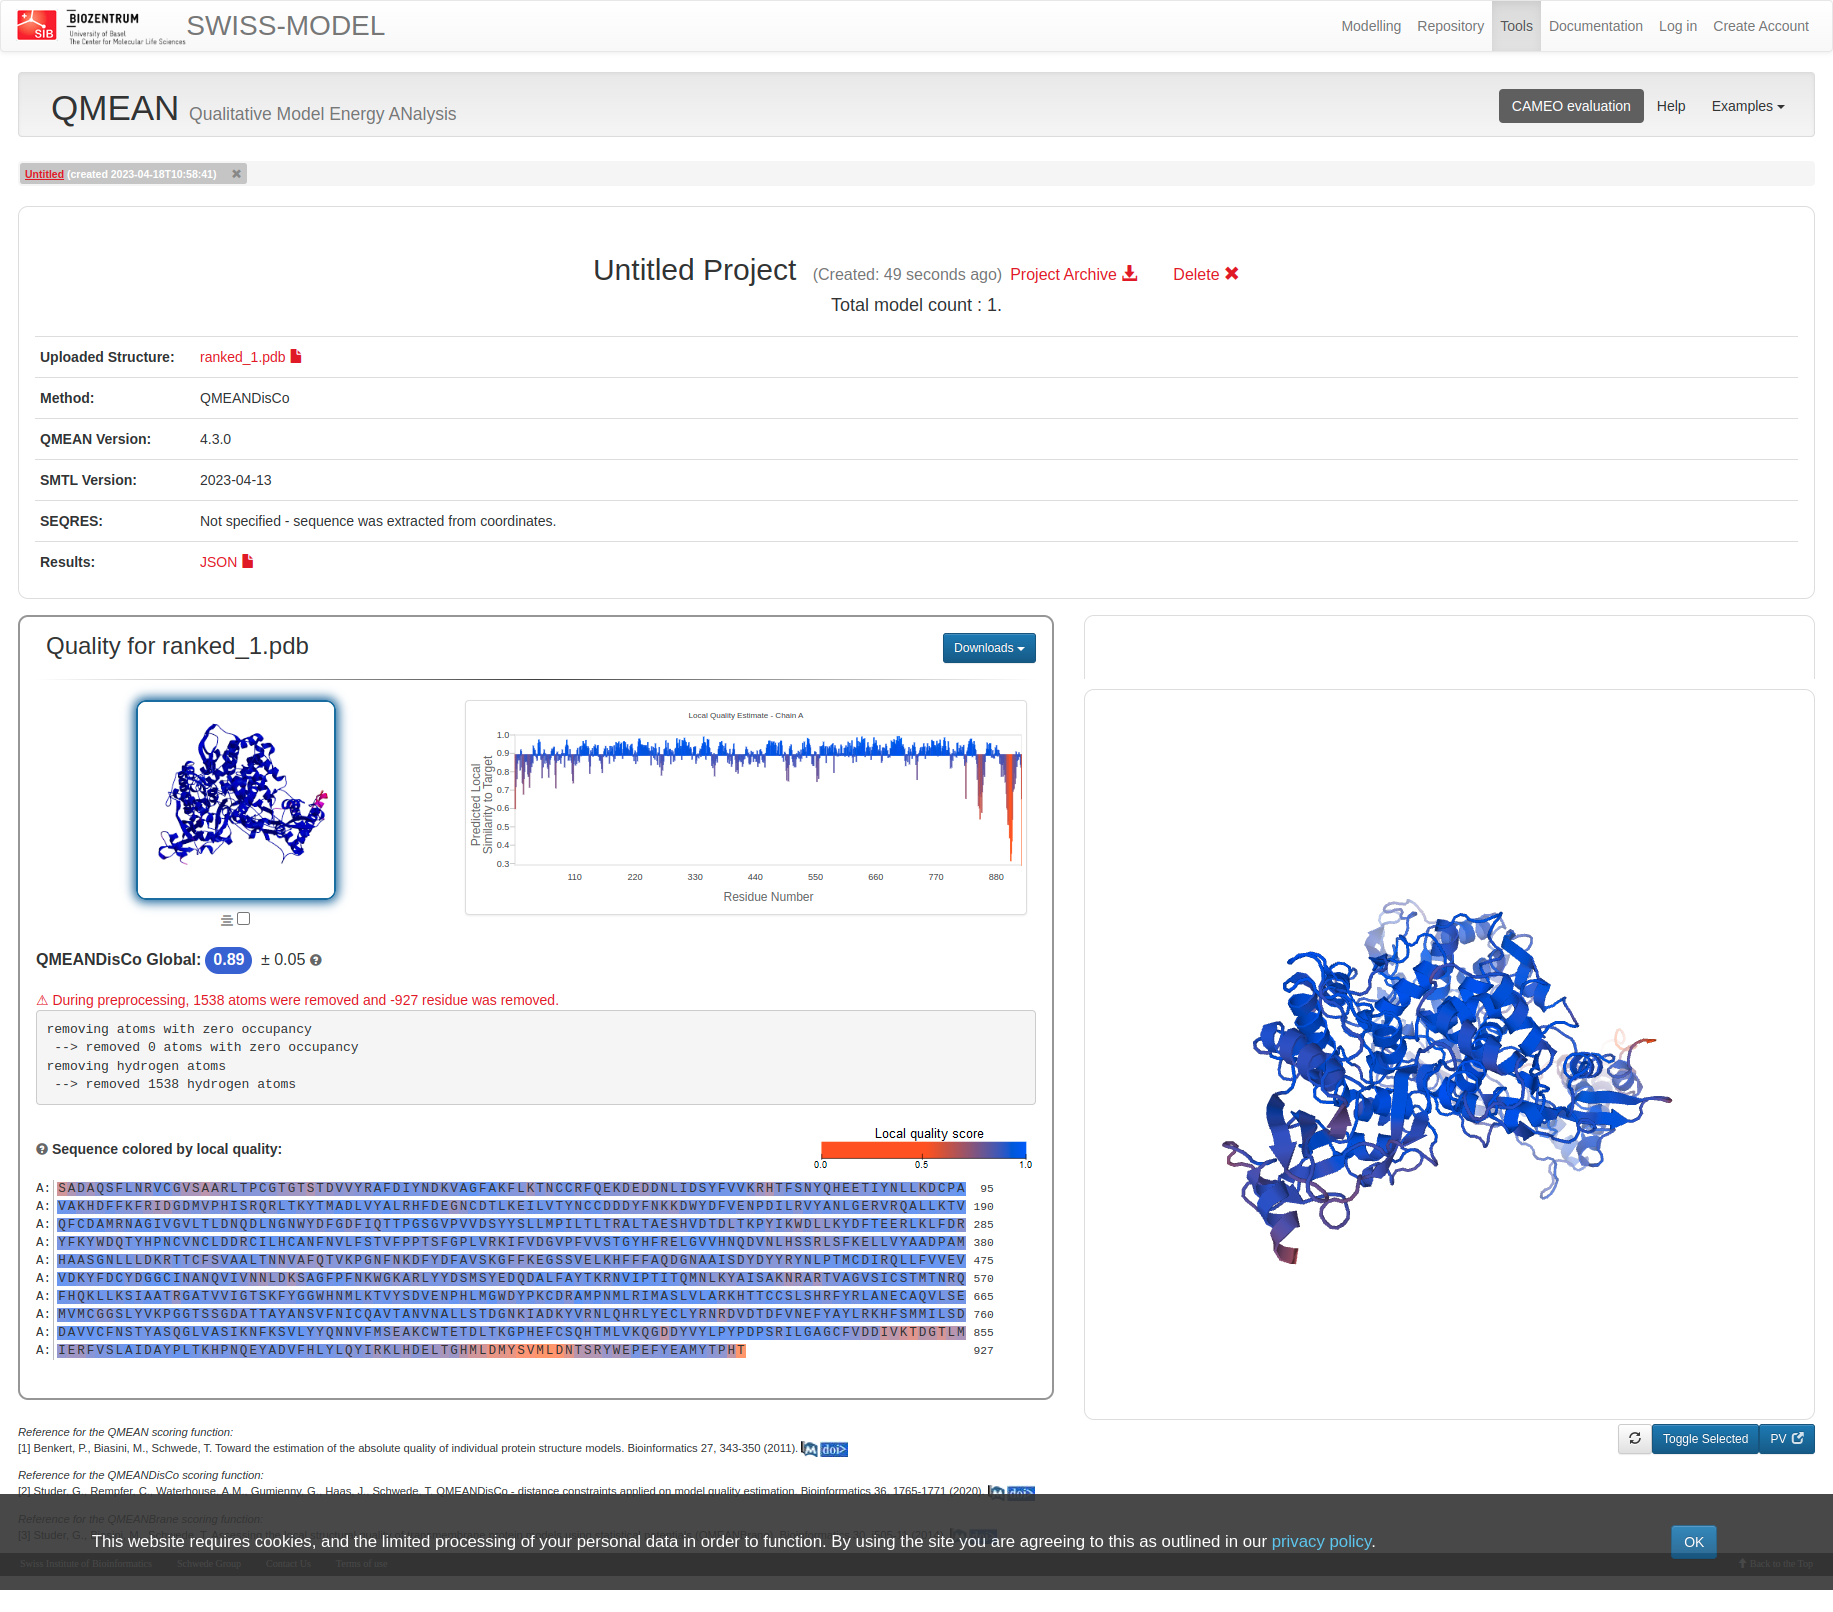 SIB
BIOZENTRUM
University of Basel
The Center for Molecular Life Sciences
SWISS-MODEL
Modelling Repository Tools Documentation Log in Create Account
QMEAN Qualitative Model Energy ANalysis
CAMEO evaluation Help Examples
Untitled (created 2023-04-18T10:58:41)
Untitled Project (Created: 49 seconds ago) Project Archive Delete
Total model count : 1.
Uploaded Structure: ranked_1.pdb
Method: QMEANDisCo
QMEAN Version: 4.3.0
SMTL Version: 2023-04-13
SEQRES: Not specified - sequence was extracted from coordinates.
Results: JSON
Quality for ranked_1.pdb
Downloads
Local Quality Estimate - Chain A
Predicted Local
Similarity to Target
1.0
0.9
0.8
0.7
0.6
0.5
0.4
0.3
110 220 330 440 550 660 770 880
Residue Number
QMEANDisCo Global: 0.89 ± 0.05
⚠ During preprocessing, 1538 atoms were removed and -927 residue was removed.
removing atoms with zero occupancy
--> removed 0 atoms with zero occupancy
removing hydrogen atoms
--> removed 1538 hydrogen atoms
Sequence colored by local quality:
Local quality score
0.0 0.5 1.0
A: SADAQSFLNRVCGVSAARLTPCGTGTSTDVVYRAFDIYNDKVAGFAKFLKTNCCRFQEKDEDDNLIDSYFVVKRHTFSNYQHEETIYNLLKDCPA 95
A: VAKHDFFKFRIDGDMVPHISRQRLTKYTMADLVYALRHFDEGNCDTLKEILVTYNCCDDDYFNKKDWYDFVENPDILRVYANLGERVRQALLKTV 190
A: QFCDAMRNAGIVGVLTLDNQDLNGNWYDFGDFIQTTPGSGVPVVDSYYSLLMPILTLTRALTAESHVDTDLTKPYIKWDLLKYDFTEERLKLFDR 285
A: YFKYWDQTYHPNCVNCLDDRCILHCANFNVLFSTVFPPTSFGPLVRKIFVDGVPFVVSTGYHFRELGVVHNQDVNLHSSRLSFKELLVYAADPAM 380
A: HAASGNLLLDKRTTCFSVAALTNNVAFQTVKPGNFNKDFYDFAVSKGFFKEGSSVELKHFFFAQDGNAAISDYDYYRYNLPTMCDIRQLLFVVEV 475
A: VDKYFDCYDGGCINANQVIVNNLDKSAGFPFNKWGKARLYYDSMSYEDQDALFAYTKRNVIPTITQMNLKYAISAKNRARTVAGVSICSTMTNRQ 570
A: FHQKLLKSIAATRGATVVIGTSKFYGGWHNMLKTVYSDVENPHLMGWDYPKCDRAMPNMLRIMASLVLARKHTTCCSLSHRFYRLANECAQVLSE 665
A: MVMCGGSLYVKPGGTSSGDATTAYANSVFNICQAVTANVNALLSTDGNKIADKYVRNLQHRLYECLYRNRDVDTDFVNEFYAYLRKHFSMMILSD 760
A: DAVVCFNSTYASQGLVASIKNFKSVLYYQNNVFMSEAKCWTETDLTKGPHEFCSQHTMLVKQGDDYVYLPYPDPSRILGAGCFVDDIVKTDGTLM 855
A: IERFVSLAIDAYPLTKHPNQEYADVFHLYLQYIRKLHDELTGHMLDMYSVMLDNTSRYWEPEFYEAMYTPHT 927
Toggle Selected PV
Reference for the QMEAN scoring function:
[1] Benkert, P., Biasini, M., Schwede, T. Toward the estimation of the absolute quality of individual protein structure models. Bioinformatics 27, 343-350 (2011). doi>
Reference for the QMEANDisCo scoring function:
[2] Studer, G., Rempfer, C., Waterhouse, A.M., Gumienny, G., Haas, J., Schwede, T. QMEANDisCo - distance constraints applied on model quality estimation. Bioinformatics 36, 1765-1771 (2020). doi>
Reference for the QMEANBrane scoring function:
This website requires cookies, and the limited processing of your personal data in order to function. By using the site you are agreeing to this as outlined in our privacy policy.
OK
Swiss Institute of Bioinformatics Schwede Group Contact Us Terms of use Back to the Top